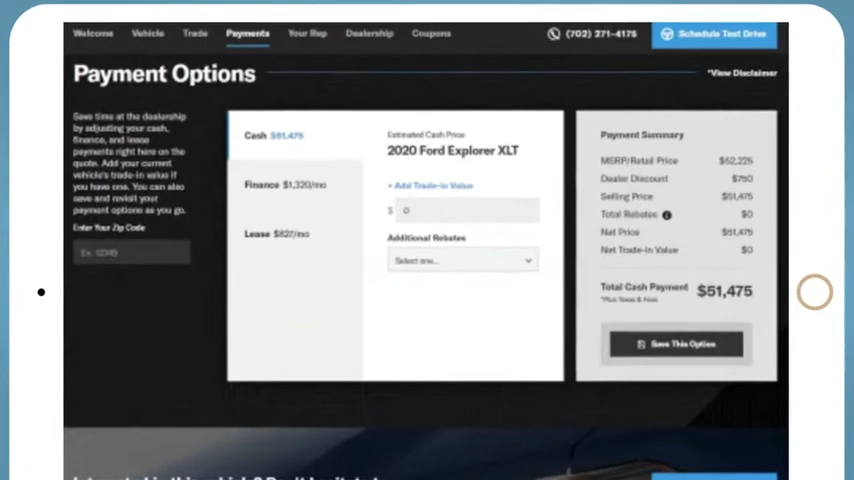 Welcome Vehicle Trade Payments Your Rep Dealership Coupons (702) 271-4175 Schedule Test Drive
Payment Options
*View Disclaimer
Save time at the dealership
by adjusting your cash,
finance, and lease
payments right here on the
quote. Add your current
vehicle's trade-in value if
you have one. You can also
save and revisit your
payment options as you go.
Enter Your Zip Code
Ex. 12345
Cash $51,475
Finance $1,320/mo
Lease $827/mo
Estimated Cash Price
2020 Ford Explorer XLT
+ Add Trade-in Value
$ 0
Additional Rebates
Select one...
Payment Summary
MSRP/Retail Price $52,225
Dealer Discount $750
Selling Price $51,475
Total Rebates $0
Net Price $51,475
Net Trade-in Value $0
Total Cash Payment $51,475
*Plus Taxes & Fees
Save This Option